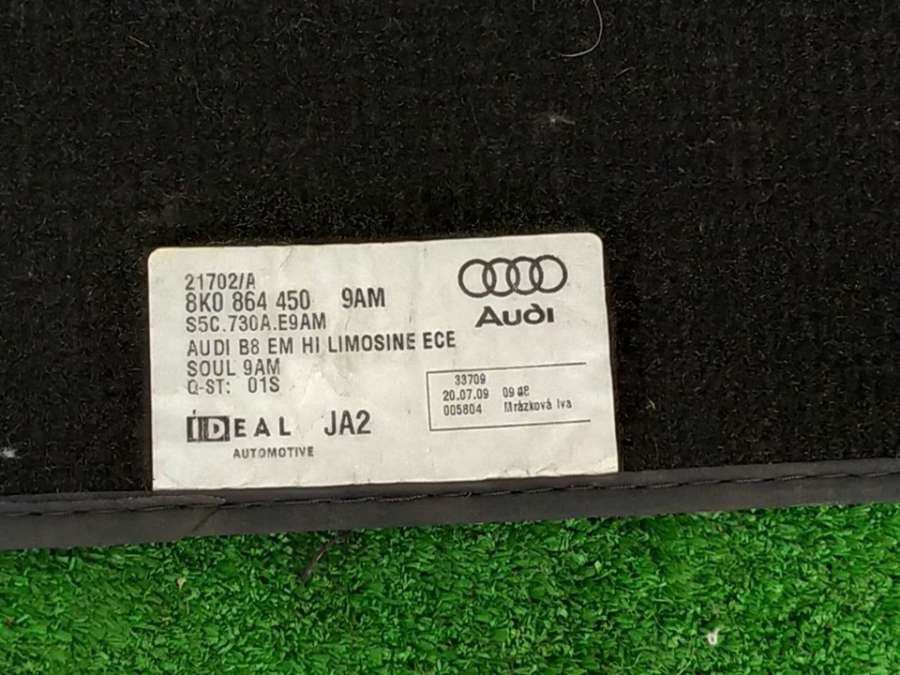 21702/A
8K0 864 450 9AM
S5C.730A.E9AM
AUDI B8 EM HI LIMOSINE ECE
SOUL 9AM
Q-ST: 01S
IDEAL JA2
AUTOMOTIVE
Audi
33709
20.07.09
005804 Mrázková Iva